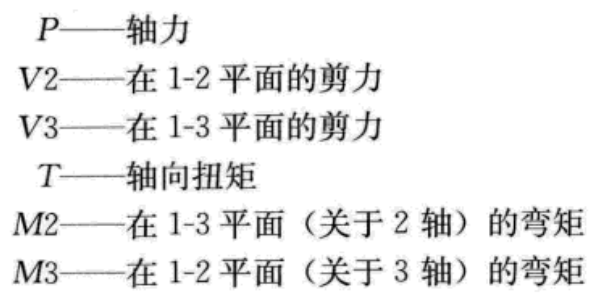 P——轴力
V2——在 1-2 平面的剪力
V3——在 1-3 平面的剪力
T——轴向扭矩
M2——在 1-3 平面（关于 2 轴）的弯矩
M3——在 1-2 平面（关于 3 轴）的弯矩